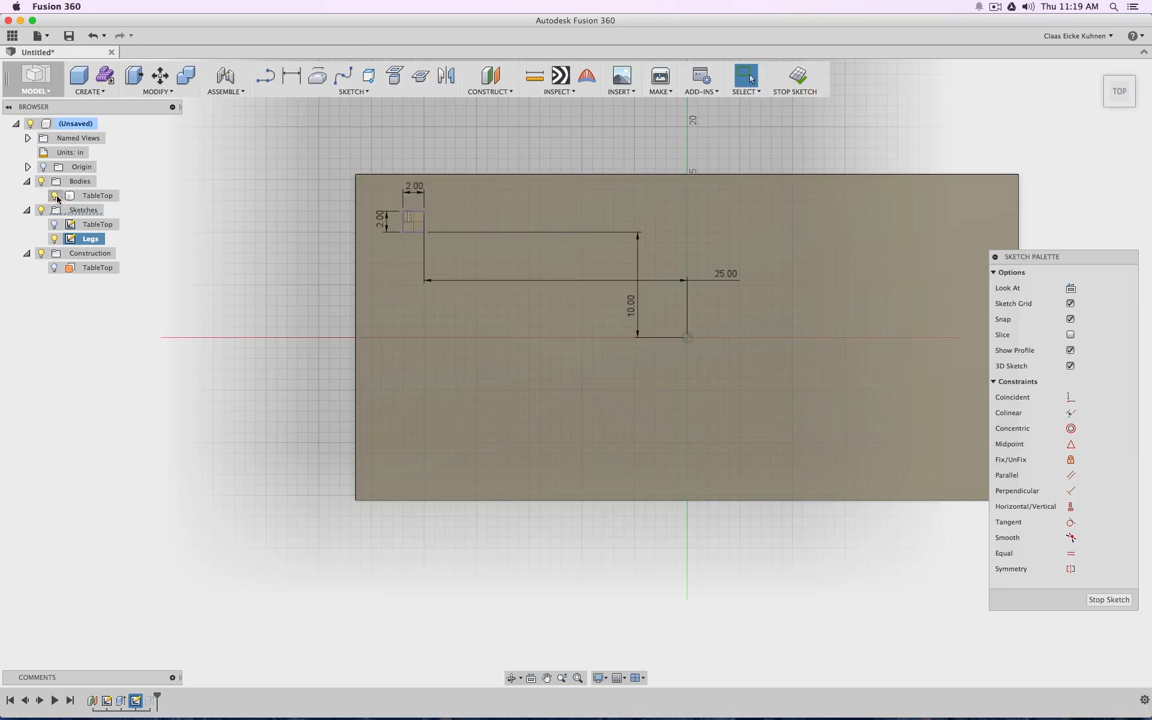 Fusion 360
Thu 11:19 AM
Autodesk Fusion 360
Claas Eicke Kuhnen
Untitled*
MODEL
CREATE
MODIFY
ASSEMBLE
SKETCH
CONSTRUCT
INSPECT
INSERT
MAKE
ADD-INS
SELECT
STOP SKETCH
TOP
BROWSER
(Unsaved)
Named Views
Units: in
Origin
Bodies
TableTop
Sketches
TableTop
Legs
Construction
TableTop
20
5
2.00
2.00
25.00
10.00
SKETCH PALETTE
Options
Look At
Sketch Grid
Snap
Slice
Show Profile
3D Sketch
Constraints
Coincident
Colinear
Concentric
Midpoint
Fix/UnFix
Parallel
Perpendicular
Horizontal/Vertical
Tangent
Smooth
Equal
Symmetry
Stop Sketch
COMMENTS